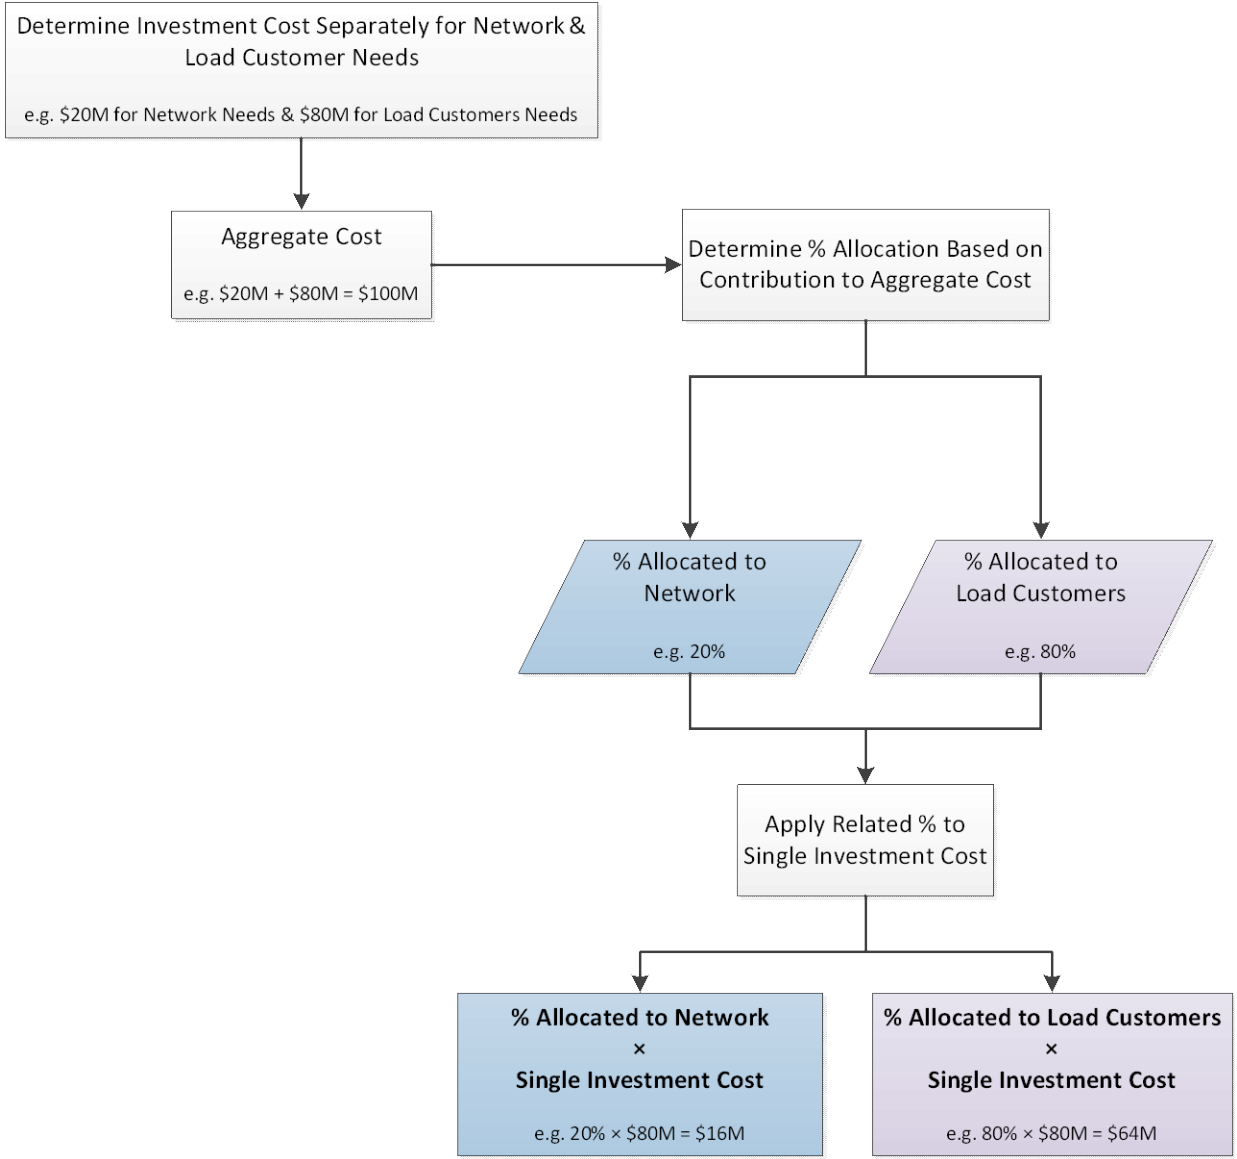 Determine Investment Cost Separately for Network &
Load Customer Needs
e.g. $20M for Network Needs & $80M for Load Customers Needs
Aggregate Cost
e.g. $20M + $80M = $100M
Determine % Allocation Based on
Contribution to Aggregate Cost
% Allocated to
Network
e.g. 20%
% Allocated to
Load Customers
e.g. 80%
Apply Related % to
Single Investment Cost
% Allocated to Network
×
Single Investment Cost
e.g. 20% × $80M = $16M
% Allocated to Load Customers
×
Single Investment Cost
e.g. 80% × $80M = $64M